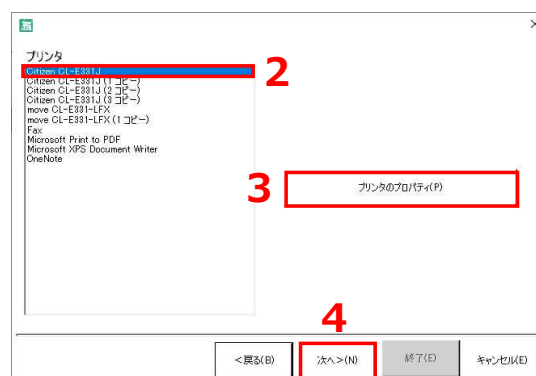 プリンタ
Citizen CL-E331J
2
Citizen CL-E331J (1 コピー)
Citizen CL-E331J (2 コピー)
Citizen CL-E331J (3 コピー)
move CL-E331-LFX
move CL-E331-LFX (1 コピー)
Fax
Microsoft Print to PDF
Microsoft XPS Document Writer
OneNote
3
プリンタのプロパティ(P)
4
<戻る(B)
次へ>(N)
終了(E)
キャンセル(E)